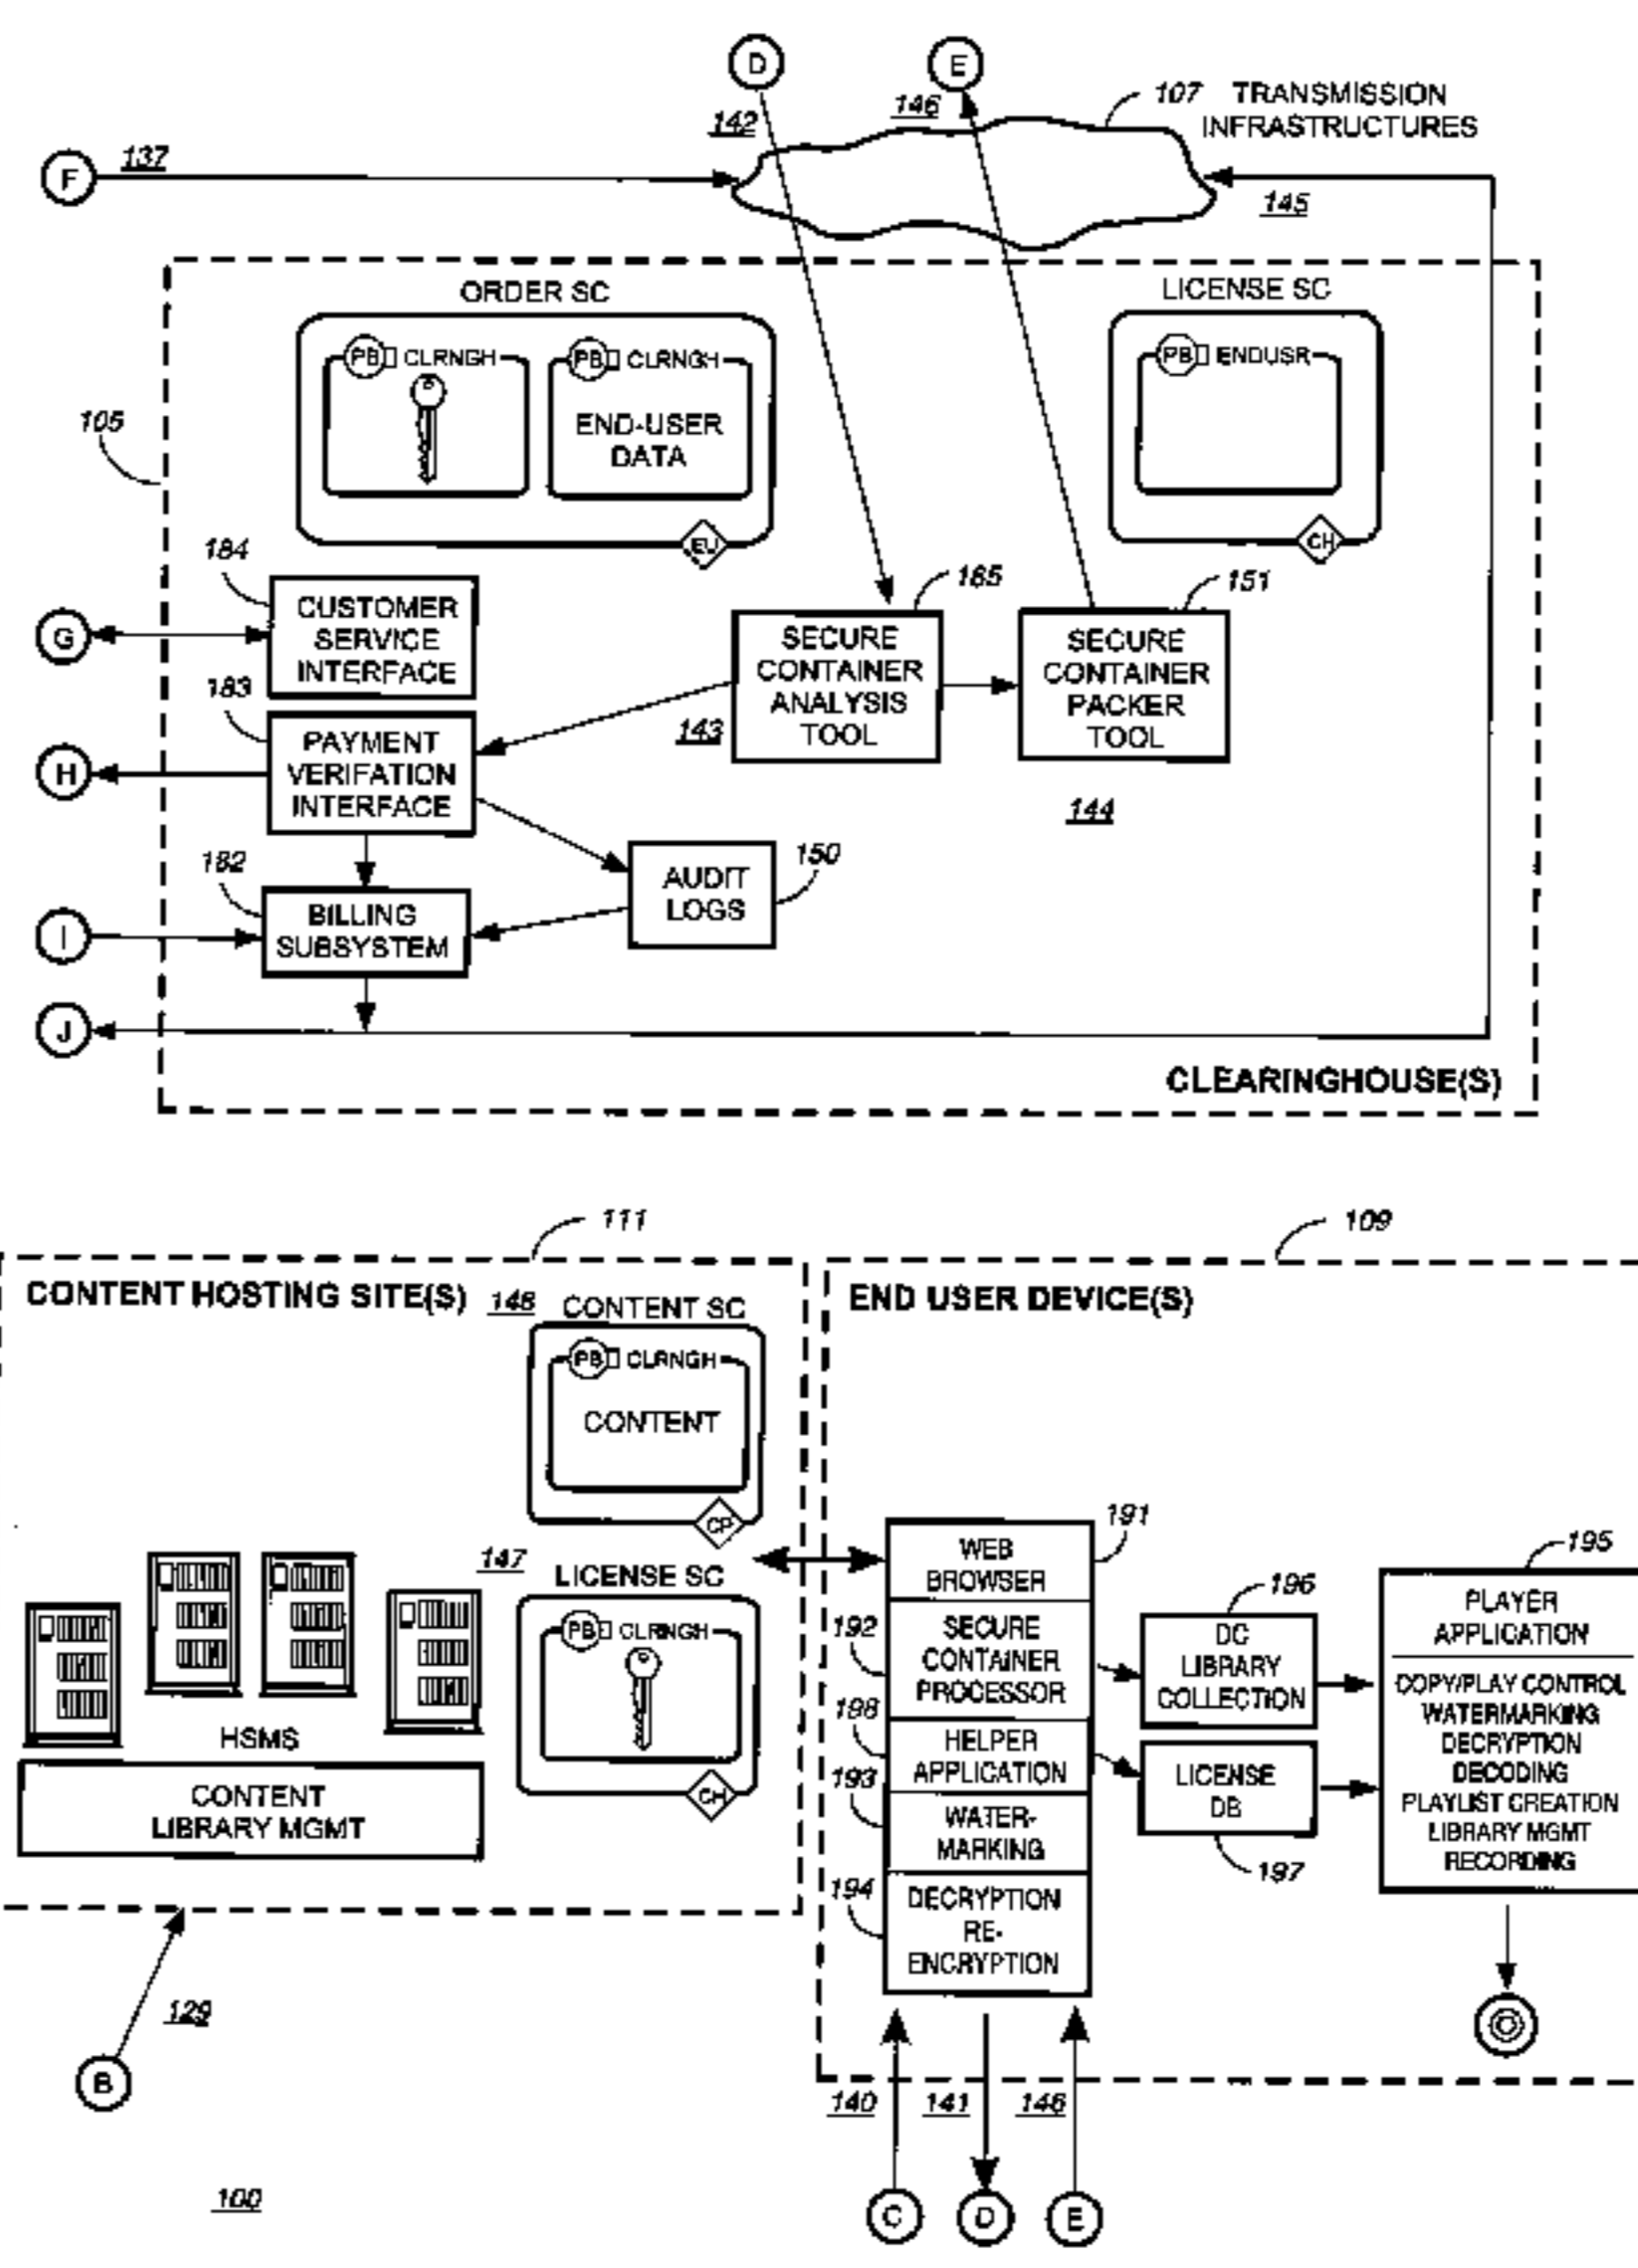 D
E
142
146
107 TRANSMISSION
INFRASTRUCTURES
F
137
145
ORDER SC
LICENSE SC
PB CLRNGH
PB CLRNGH
END-USER
DATA
EU
PB ENDUSR
CH
105
184
CUSTOMER
SERVICE
INTERFACE
G
185
SECURE
CONTAINER
ANALYSIS
TOOL
151
SECURE
CONTAINER
PACKER
TOOL
183
PAYMENT
VERIFATION
INTERFACE
143
H
144
182
BILLING
SUBSYSTEM
AUDIT
LOGS
150
I
J
CLEARINGHOUSE(S)
111
109
CONTENT HOSTING SITE(S)
148
CONTENT SC
PB CLRNGH
CONTENT
CP
147
LICENSE SC
PB CLRNGH
CH
HSMS
CONTENT
LIBRARY MGMT
END USER DEVICE(S)
191
WEB
BROWSER
192
SECURE
CONTAINER
PROCESSOR
198
HELPER
APPLICATION
193
WATER-
MARKING
194
DECRYPTION
RE-
ENCRYPTION
196
DC
LIBRARY
COLLECTION
LICENSE
DB
197
195
PLAYER
APPLICATION
COPY/PLAY CONTROL
WATERMARKING
DECRYPTION
DECODING
PLAYLIST CREATION
LIBRARY MGMT
RECORDING
129
B
140
141
146
C
D
E
100